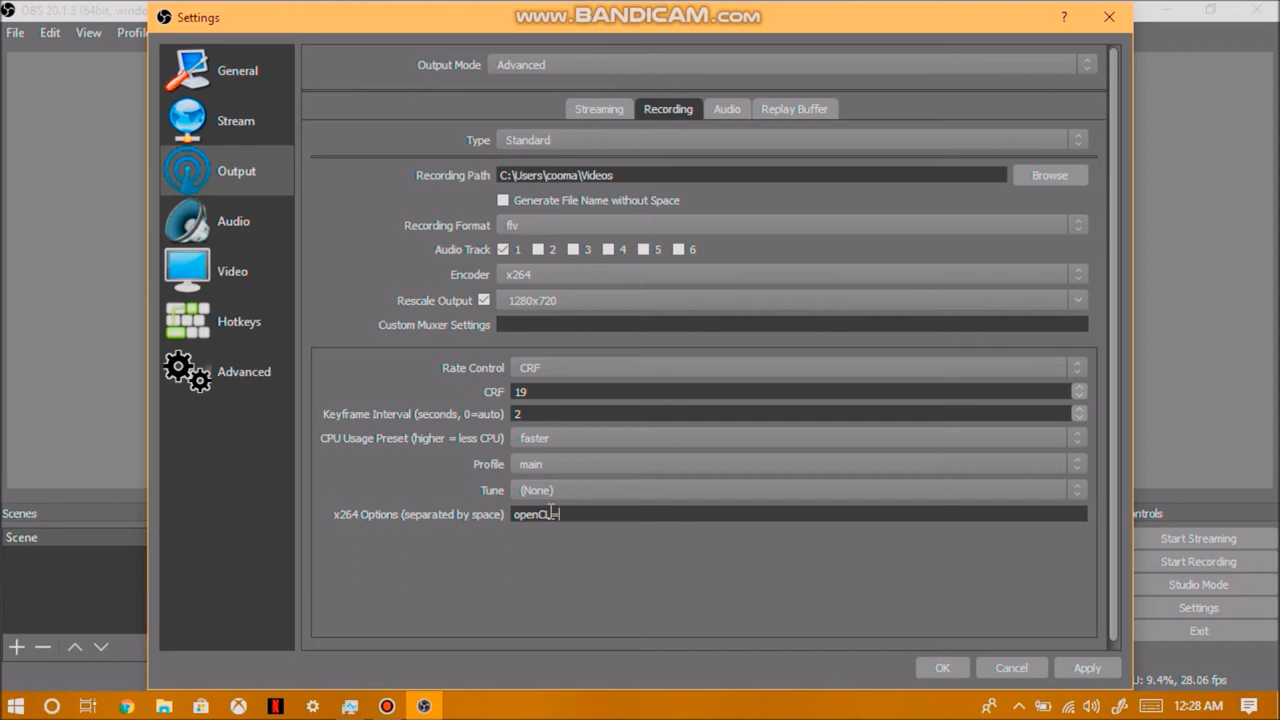 OBS 20.1.3 (64bit, windo
Settings
www.BANDICAM.com
?
File Edit View Profil
General
Stream
Output
Audio
Video
Hotkeys
Advanced
Output Mode Advanced
Streaming Recording Audio Replay Buffer
Type Standard
Recording Path C:\Users\cooma\Videos Browse
Generate File Name without Space
Recording Format flv
Audio Track 1 2 3 4 5 6
Encoder x264
Rescale Output 1280x720
Custom Muxer Settings
Rate Control CRF
CRF 19
Keyframe Interval (seconds, 0=auto) 2
CPU Usage Preset (higher = less CPU) faster
Profile main
Tune (None)
x264 Options (separated by space) openCL=
Scenes
Scene
ontrols
Start Streaming
Start Recording
Studio Mode
Settings
Exit
OK Cancel Apply
U: 9.4%, 28.06 fps
12:28 AM